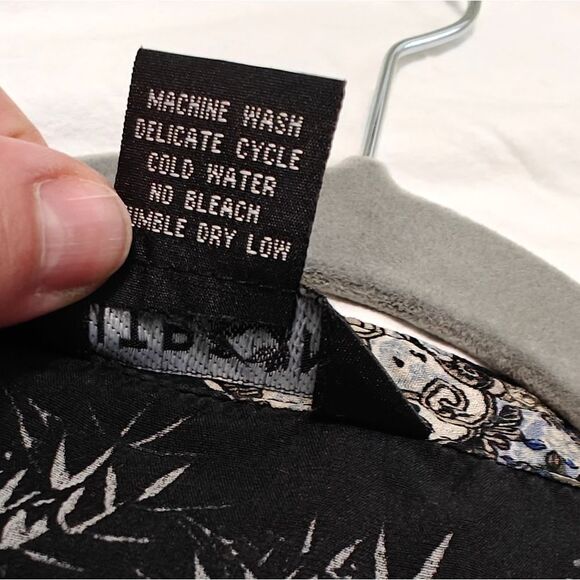 MACHINE WASH
DELICATE CYCLE
COLD WATER
NO BLEACH
UMBLE DRY LOW